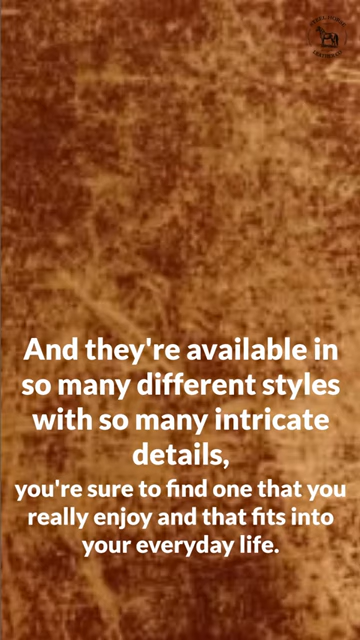 And they're available in
so many different styles
with so many intricate
details,
you're sure to find one that you
really enjoy and that fits into
your everyday life.